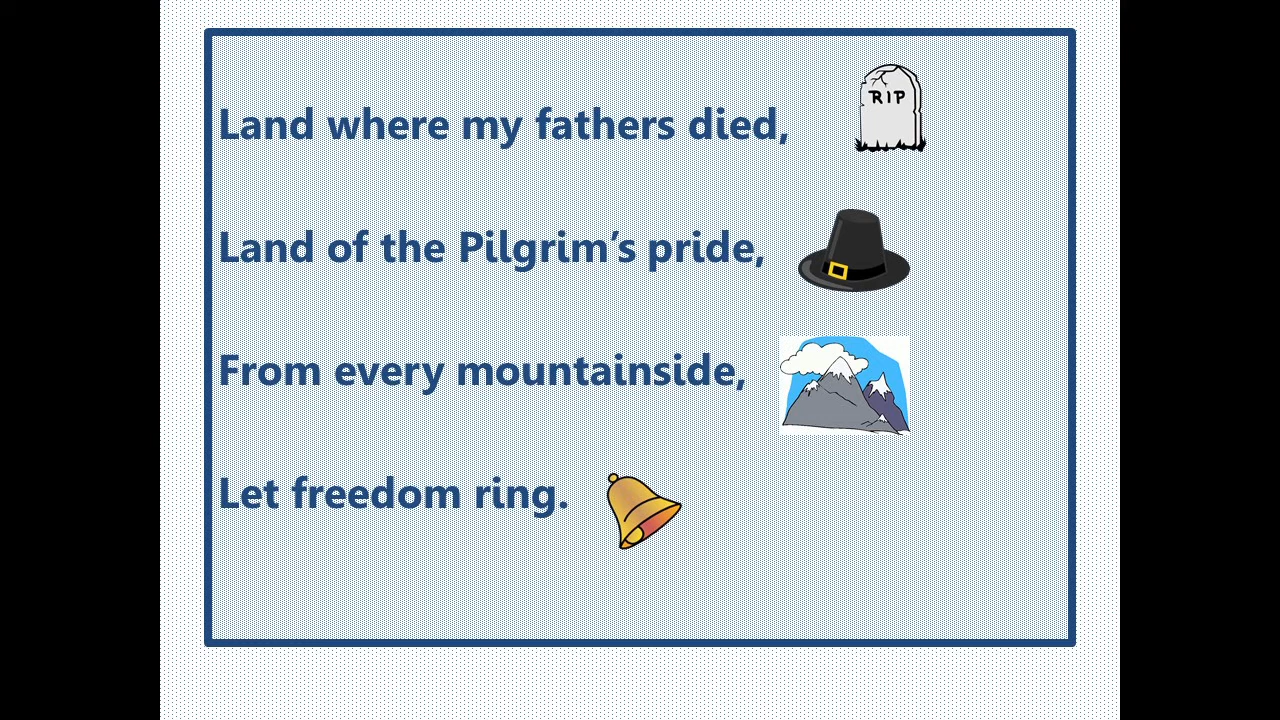 Land where my fathers died,
RIP
Land of the Pilgrim’s pride,
From every mountainside,
Let freedom ring.